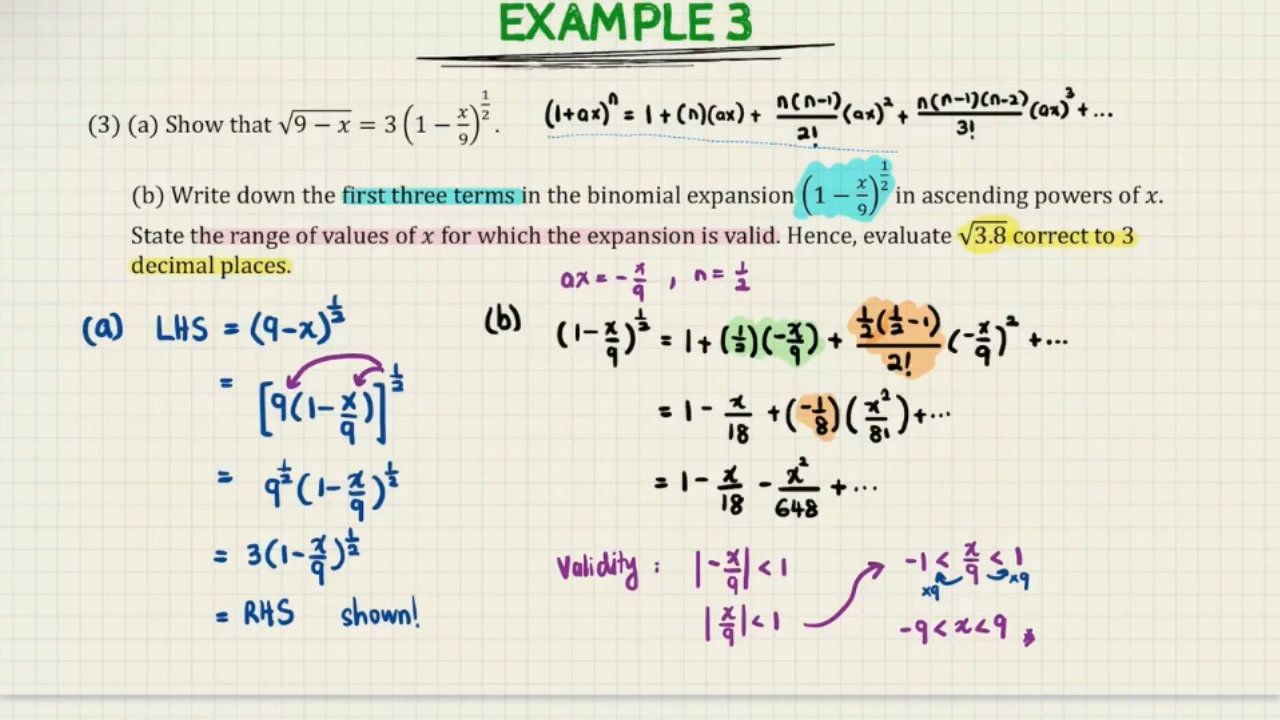 EXAMPLE 3
(3) (a) Show that √(9 − x) = 3(1 − x/9)^(1/2).
(1+ax)^n = 1+(n)(ax)+ n(n-1)/2! (ax)^2 + n(n-1)(n-2)/3! (ax)^3 + ...
(b) Write down the first three terms in the binomial expansion (1 − x/9)^(1/2) in ascending powers of x.
State the range of values of x for which the expansion is valid. Hence, evaluate √3.8 correct to 3
decimal places.
ax = -x/9 , n = 1/2
(a) LHS = (9-x)^(1/2)
= [9(1-x/9)]^(1/2)
= 9^(1/2) (1-x/9)^(1/2)
= 3(1-x/9)^(1/2)
= RHS shown!
(b) (1-x/9)^(1/2) = 1+(1/2)(-x/9) + 1/2(1/2-1)/2! (-x/9)^2 + ...
= 1 - x/18 + (-1/8)(x^2/81) + ...
= 1 - x/18 - x^2/648 + ...
Validity : |-x/9| < 1
|x/9| < 1
-1 < x/9 < 1
x9 x9
-9 < x < 9